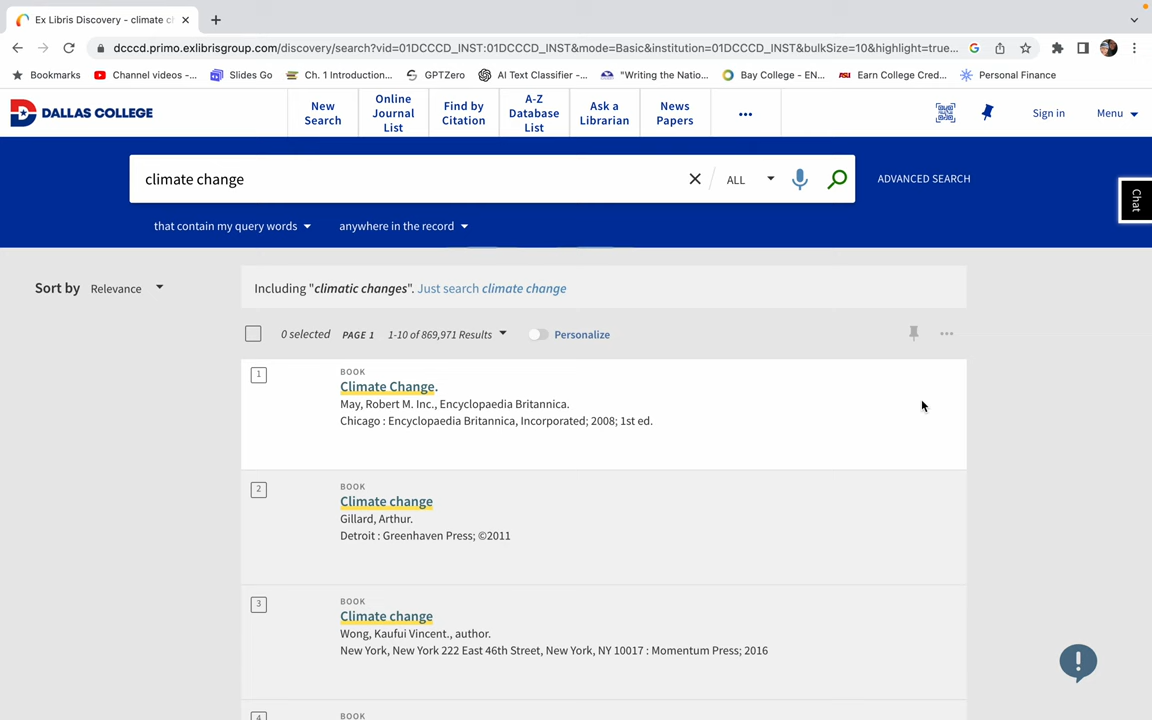 Ex Libris Discovery - climate c
dcccd.primo.exlibrisgroup.com/discovery/search?vid=01DCCCD_INST:01DCCCD_INST&mode=Basic&institution=01DCCCD_INST&bulkSize=10&highlight=true...
Bookmarks
Channel videos -...
Slides Go
Ch. 1 Introduction...
GPTZero
AI Text Classifier -...
"Writing the Natio...
Bay College - EN...
ASU
Earn College Cred...
Personal Finance
DALLAS COLLEGE
New Search
Online Journal List
Find by Citation
A-Z Database List
Ask a Librarian
News Papers
...
Sign in
Menu
climate change
ALL
ADVANCED SEARCH
Chat
that contain my query words
anywhere in the record
Sort by Relevance
Including "climatic changes". Just search climate change
0 selected PAGE 1 1-10 of 869,971 Results
Personalize
1
BOOK
Climate Change.
May, Robert M. Inc., Encyclopaedia Britannica.
Chicago : Encyclopaedia Britannica, Incorporated; 2008; 1st ed.
2
BOOK
Climate change
Gillard, Arthur.
Detroit : Greenhaven Press; ©2011
3
BOOK
Climate change
Wong, Kaufui Vincent., author.
New York, New York 222 East 46th Street, New York, NY 10017 : Momentum Press; 2016
4
BOOK